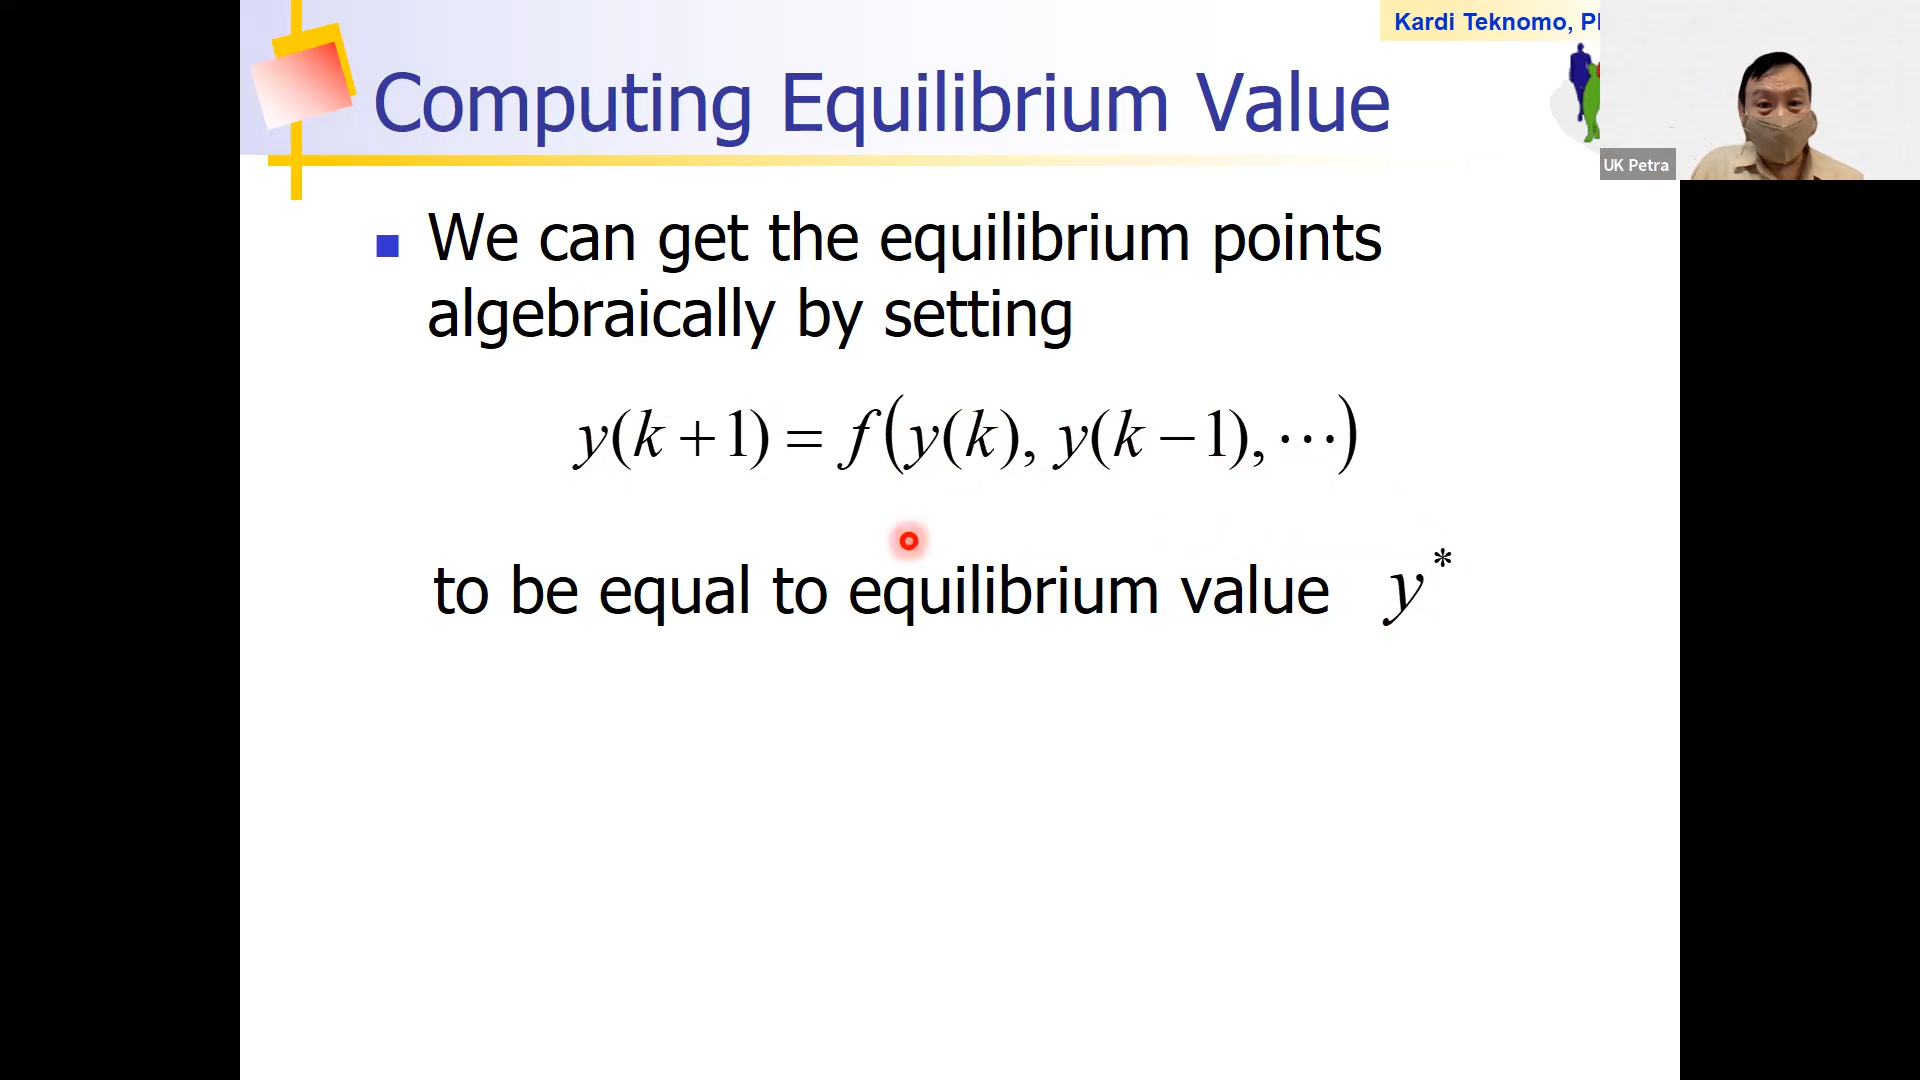 Kardi Teknomo, P
Computing Equilibrium Value
UK Petra
We can get the equilibrium points
algebraically by setting
y(k+1) = f(y(k), y(k−1), ⋯)
to be equal to equilibrium value y*